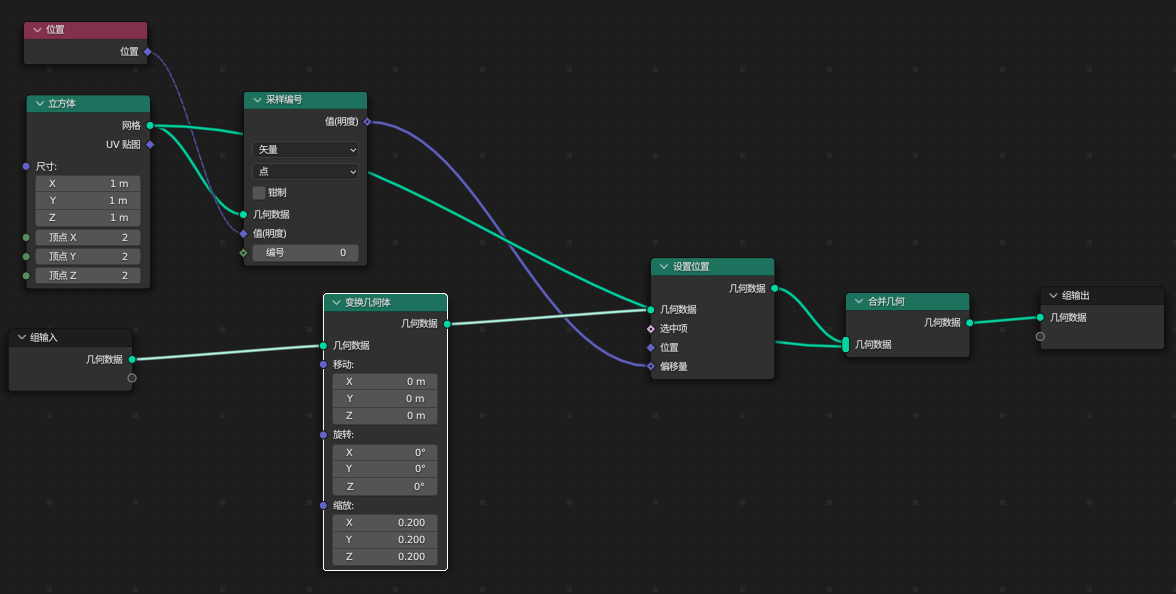 位置
位置
立方体
网格
UV 贴图
尺寸:
X 1 m
Y 1 m
Z 1 m
顶点 X 2
顶点 Y 2
顶点 Z 2
采样编号
值(明度)
矢量
点
钳制
几何数据
值(明度)
编号 0
组输入
几何数据
变换几何体
几何数据
几何数据
移动:
X 0 m
Y 0 m
Z 0 m
旋转:
X 0°
Y 0°
Z 0°
缩放:
X 0.200
Y 0.200
Z 0.200
设置位置
几何数据
几何数据
选中项
位置
偏移量
合并几何
几何数据
几何数据
组输出
几何数据